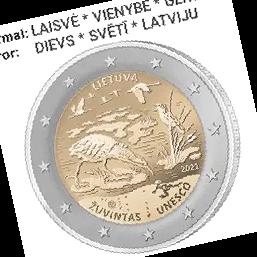 rmal: LAISVĖ * VIENYBĖ *
ror: DIEVS * SVĒTĪ * LATVIJU
LIETUVA
2021
ŽUVINTAS UNESCO